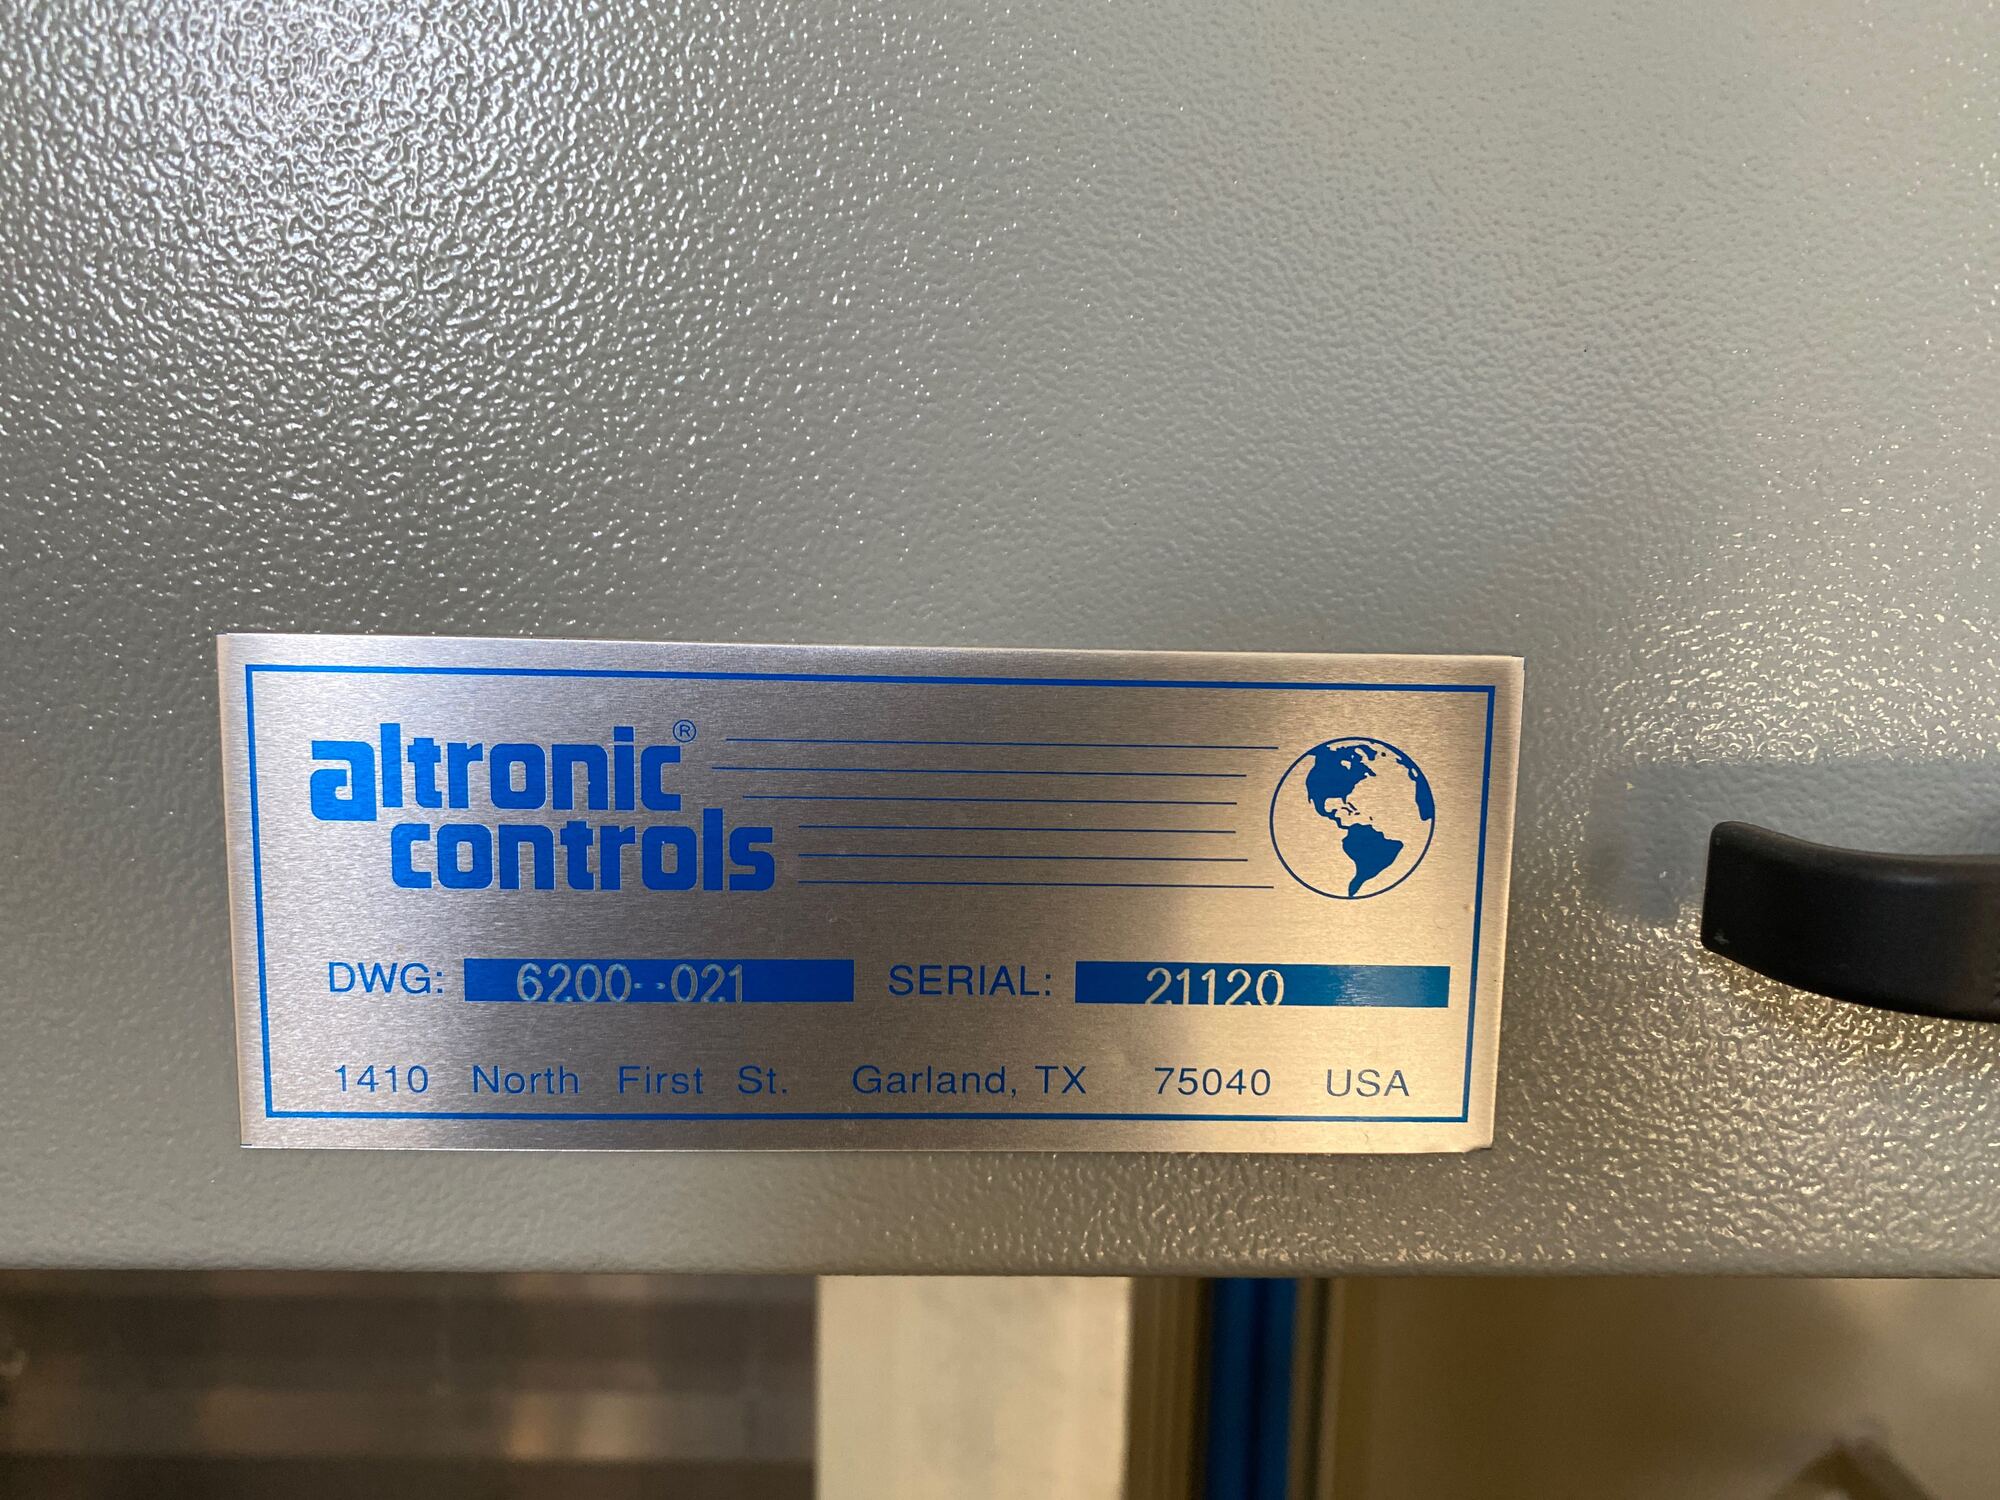 altronic®
controls
DWG: 6200--021 SERIAL: 21120
1410 North First St. Garland, TX 75040 USA